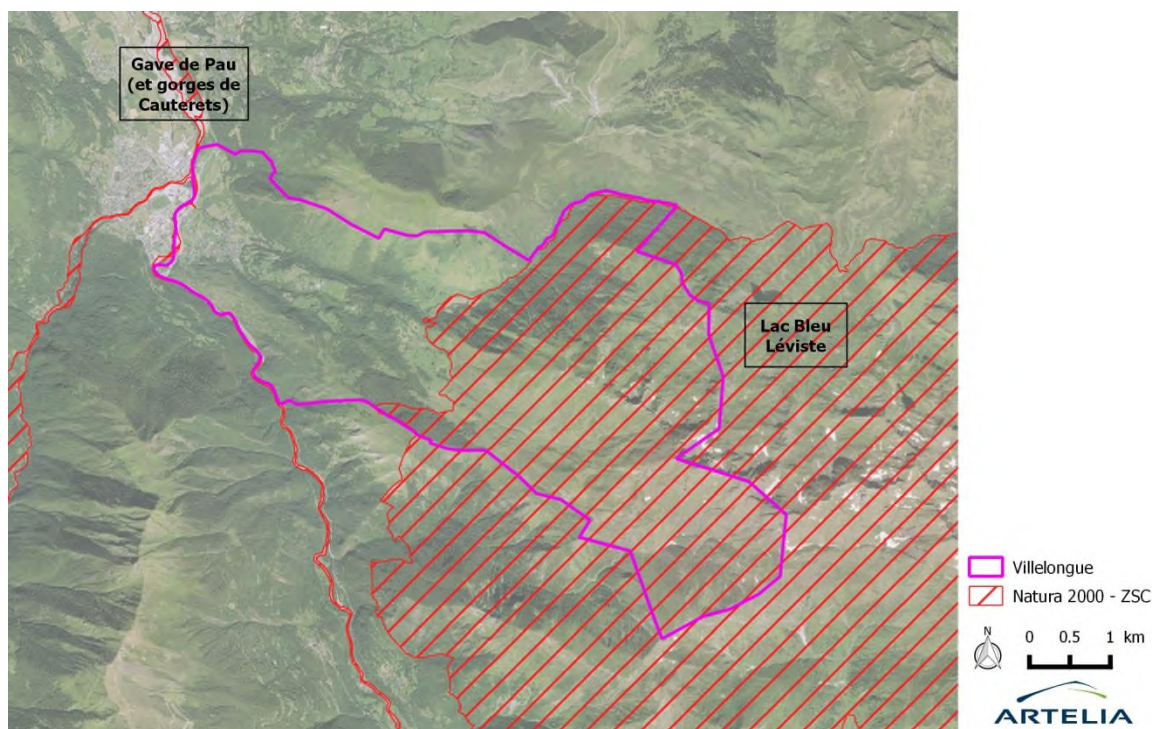 Gave de Pau
(et gorges de
Cauterets)
Lac Bleu
Léviste
Villelongue
Natura 2000 - ZSC
N
0 0.5 1 km
ARTELIA